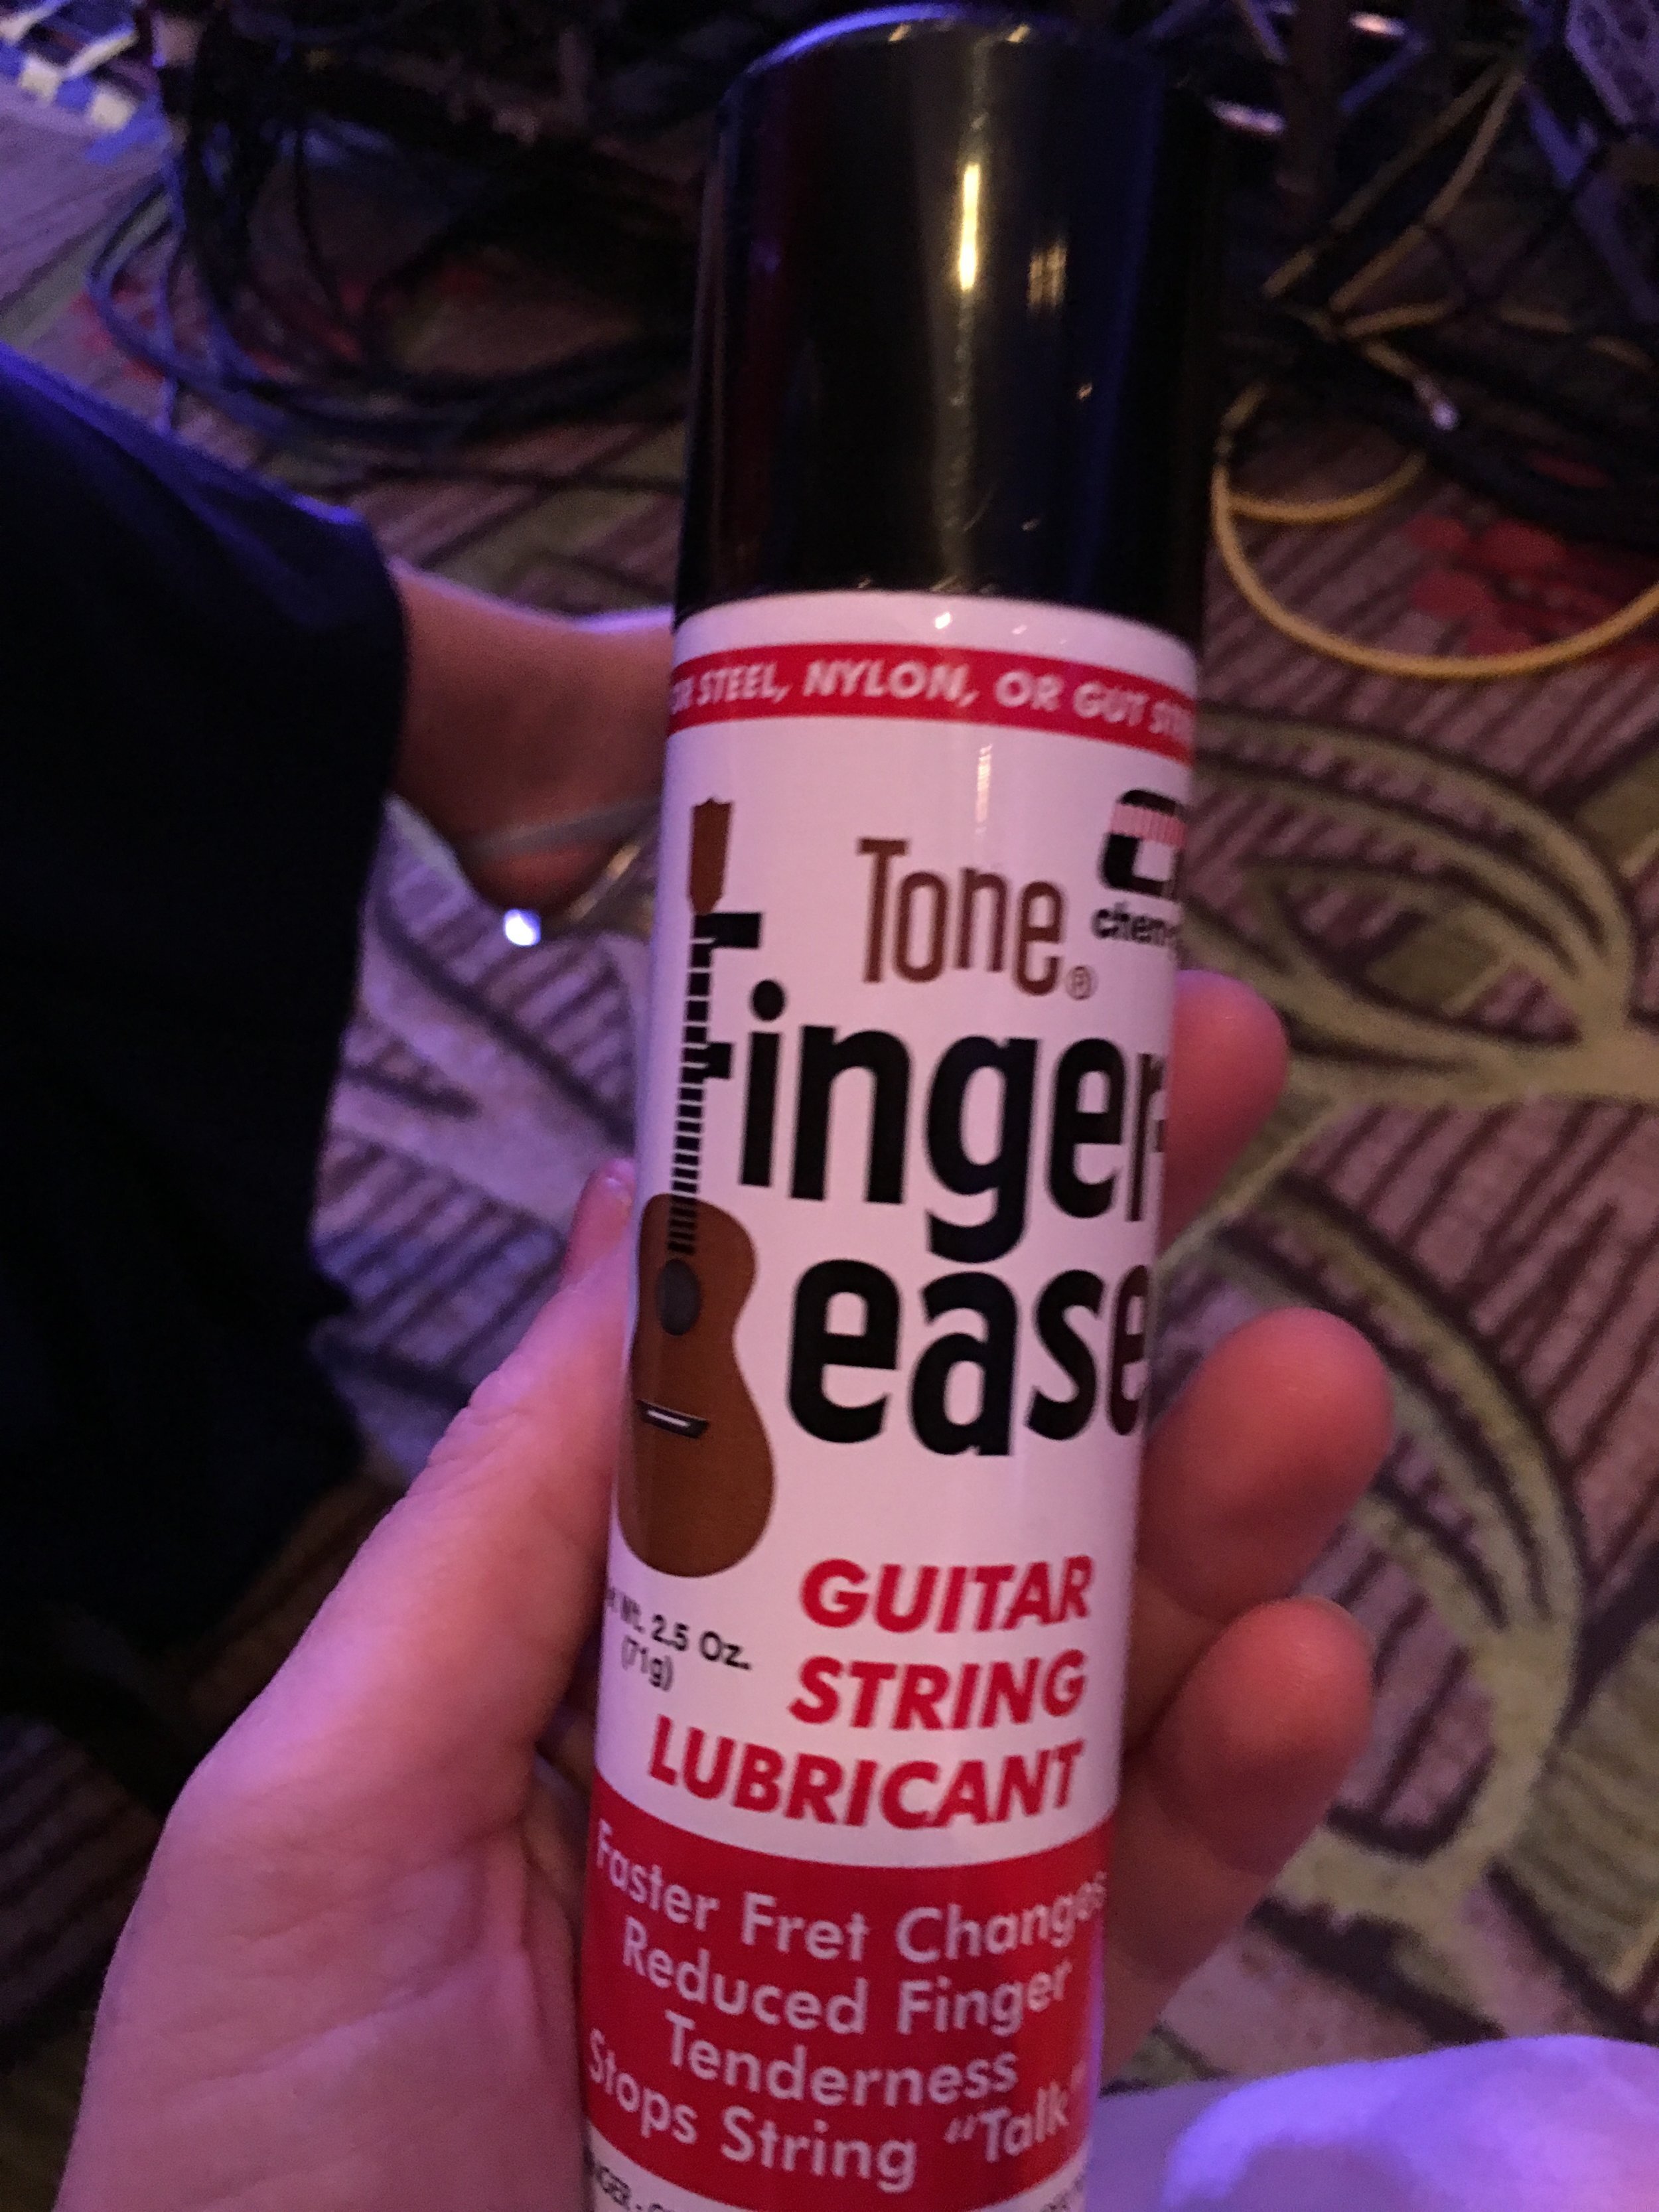 STEEL, NYLON, OR GUT
Tone®
Finger-
ease
GUITAR
STRING
LUBRICANT
Wt. 2.5 Oz.
(71g)
Faster Fret Changes
Reduced Finger
Tenderness
Stops String "Talk"